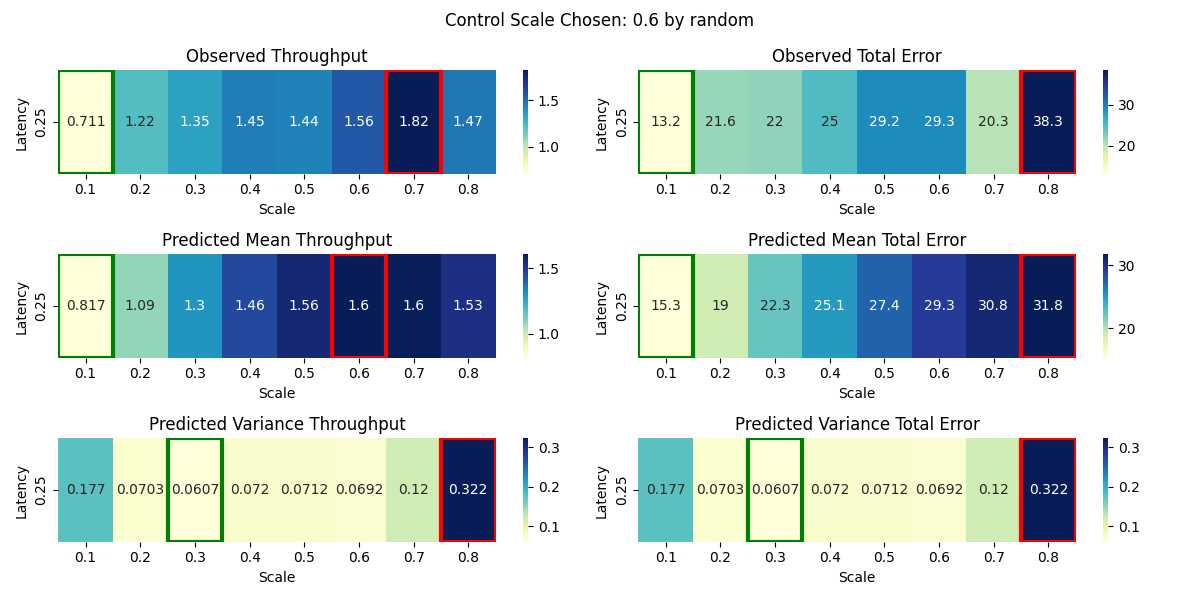 Control Scale Chosen: 0.6 by random
Observed Throughput
Latency
0.25
0.711 1.22 1.35 1.45 1.44 1.56 1.82 1.47
0.1 0.2 0.3 0.4 0.5 0.6 0.7 0.8
Scale
1.5
1.0
Observed Total Error
Latency
0.25
13.2 21.6 22 25 29.2 29.3 20.3 38.3
0.1 0.2 0.3 0.4 0.5 0.6 0.7 0.8
Scale
30
20
Predicted Mean Throughput
Latency
0.25
0.817 1.09 1.3 1.46 1.56 1.6 1.6 1.53
0.1 0.2 0.3 0.4 0.5 0.6 0.7 0.8
Scale
1.5
1.0
Predicted Mean Total Error
Latency
0.25
15.3 19 22.3 25.1 27.4 29.3 30.8 31.8
0.1 0.2 0.3 0.4 0.5 0.6 0.7 0.8
Scale
30
20
Predicted Variance Throughput
Latency
0.25
0.177 0.0703 0.0607 0.072 0.0712 0.0692 0.12 0.322
0.1 0.2 0.3 0.4 0.5 0.6 0.7 0.8
Scale
0.3
0.2
0.1
Predicted Variance Total Error
Latency
0.25
0.177 0.0703 0.0607 0.072 0.0712 0.0692 0.12 0.322
0.1 0.2 0.3 0.4 0.5 0.6 0.7 0.8
Scale
0.3
0.2
0.1